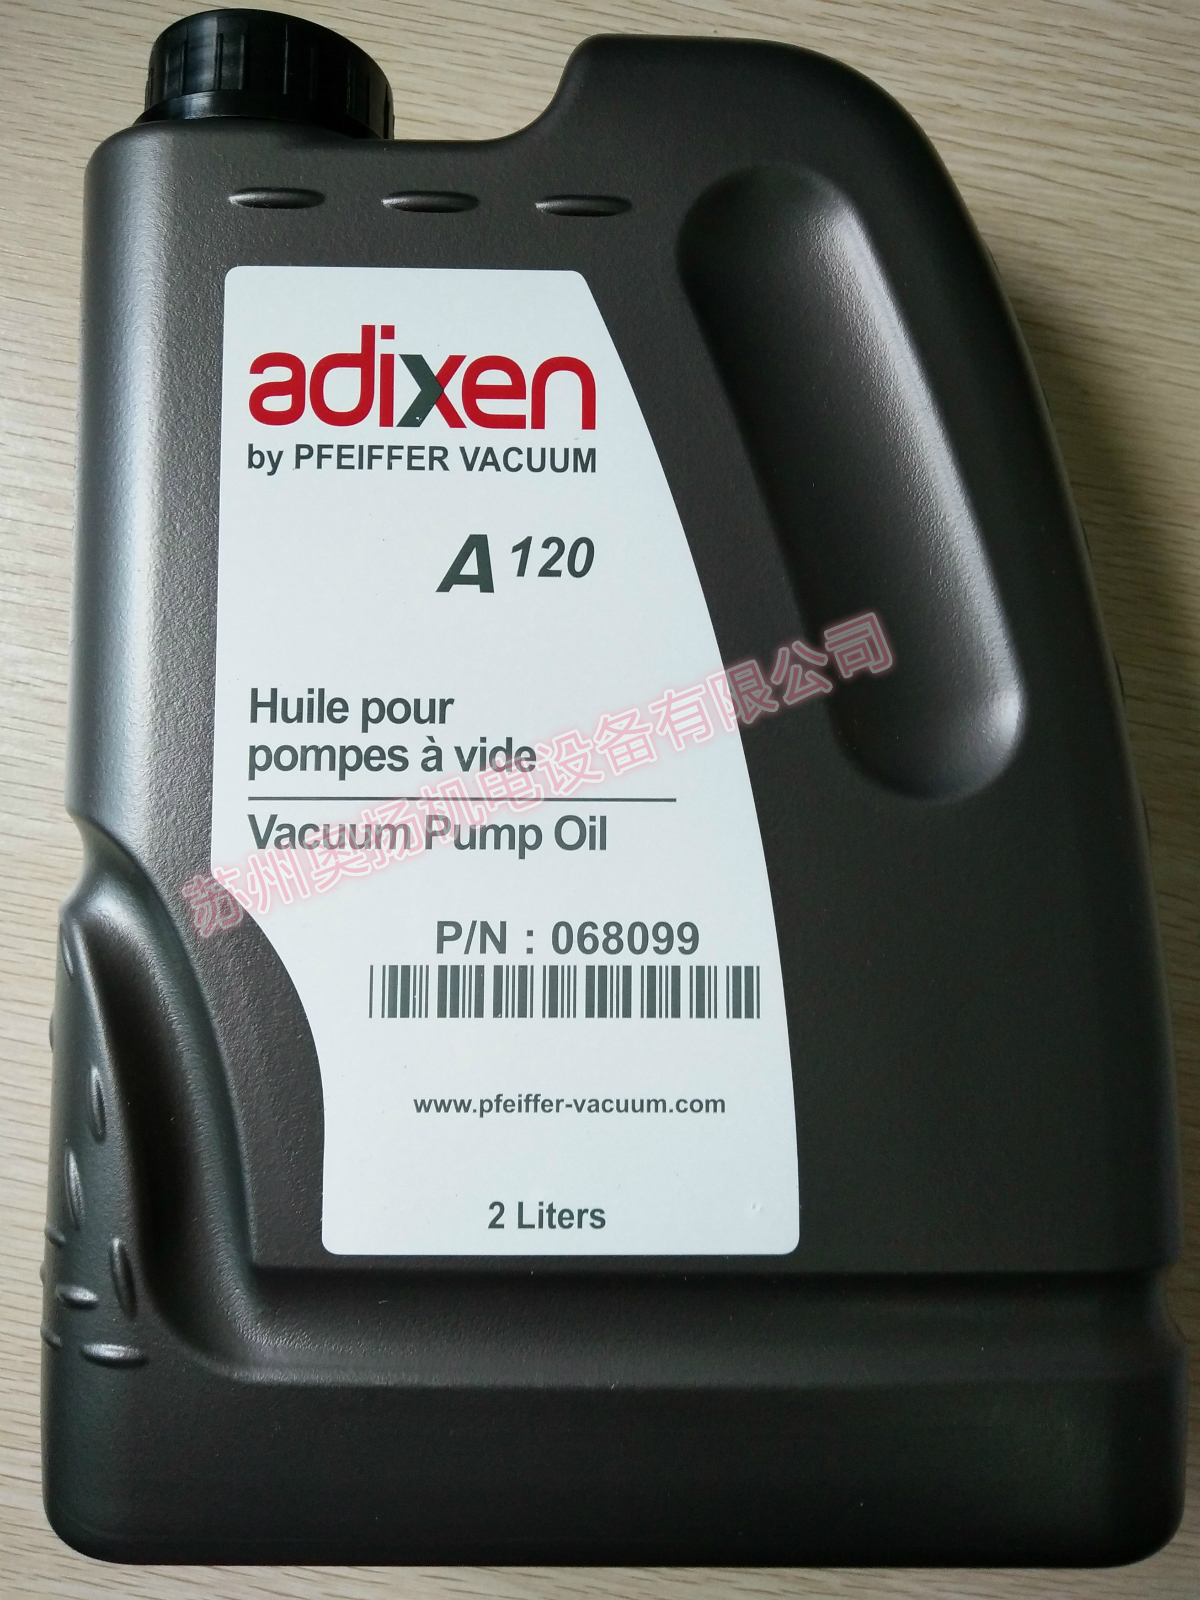 adixen
by PFEIFFER VACUUM
A 120
Huile pour
pompes à vide
Vacuum Pump Oil
苏州奥扬机电设备有限公司
P/N : 068099
www.pfeiffer-vacuum.com
2 Liters